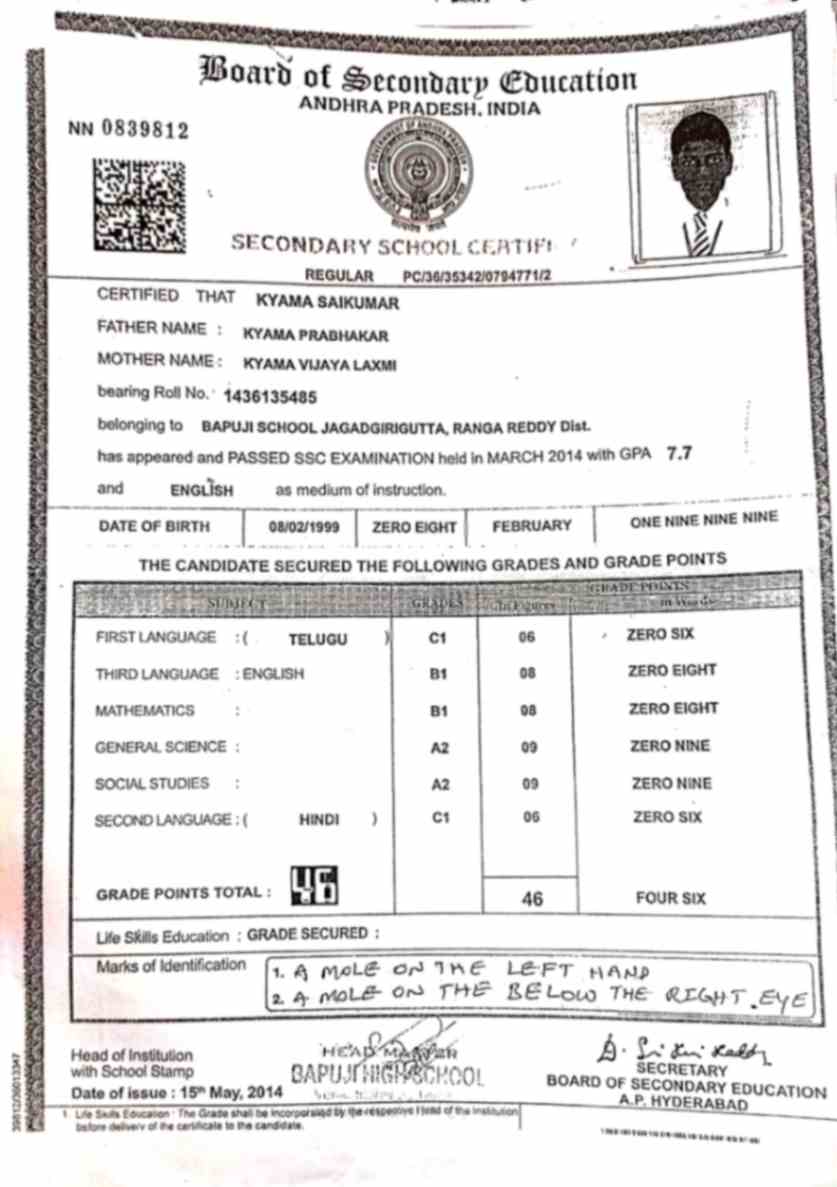 Board of Secondary Education
ANDHRA PRADESH, INDIA
NN 0839812
SECONDARY SCHOOL
REGULAR PC/36/35342/0794771/2
CERTIFIED THAT KYAMA SAIKUMAR
FATHER NAME : KYAMA PRABHAKAR
MOTHER NAME : KYAMA VIJAYA LAXMI
bearing Roll No. 1436135485
belonging to BAPUJI SCHOOL JAGADGIRIGUTTA, RANGA REDDY Dist.
has appeared and PASSED SSC EXAMINATION held in MARCH 2014 with GPA 7.7
and ENGLISH as medium of instruction.
DATE OF BIRTH 08/02/1999 ZERO EIGHT FEBRUARY ONE NINE NINE NINE
THE CANDIDATE SECURED THE FOLLOWING GRADES AND GRADE POINTS
SUBJECT GRADES GRADE POINTS
In Figures In Words
FIRST LANGUAGE : ( TELUGU ) C1 06 ZERO SIX
THIRD LANGUAGE : ENGLISH B1 08 ZERO EIGHT
MATHEMATICS : B1 08 ZERO EIGHT
GENERAL SCIENCE : A2 09 ZERO NINE
SOCIAL STUDIES : A2 09 ZERO NINE
SECOND LANGUAGE : ( HINDI ) C1 06 ZERO SIX
GRADE POINTS TOTAL : 46 46 FOUR SIX
Life Skills Education : GRADE SECURED :
Marks of Identification 1. A MOLE ON THE LEFT HAND
2. A MOLE ON THE BELOW THE RIGHT EYE
Head of Institution HEAD MASTER
with School Stamp BAPUJI HIGH SCHOOL
SECRETARY
BOARD OF SECONDARY EDUCATION
A.P. HYDERABAD
Date of issue : 15th May, 2014
1. Life Skills Education : The Grade shall be incorporated by the respective Head of the Institution
before delivery of the certificate to the candidate.